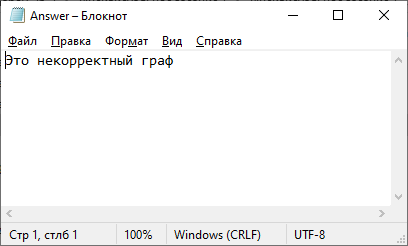 Answer – Блокнот
Файл Правка Формат Вид Справка
Это некорректный граф
Стр 1, стлб 1 100% Windows (CRLF) UTF-8